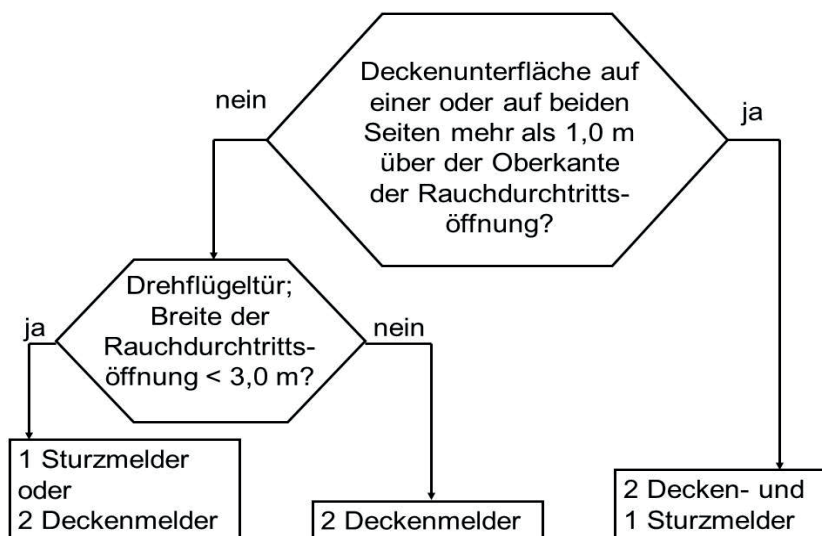 Deckenunterfläche auf
einer oder auf beiden
Seiten mehr als 1,0 m
über der Oberkante
der Rauchdurchtritts-
öffnung?
nein
ja
Drehflügeltür;
Breite der
Rauchdurchtritts-
öffnung < 3,0 m?
ja
nein
1 Sturzmelder
oder
2 Deckenmelder
2 Deckenmelder
2 Decken- und
1 Sturzmelder